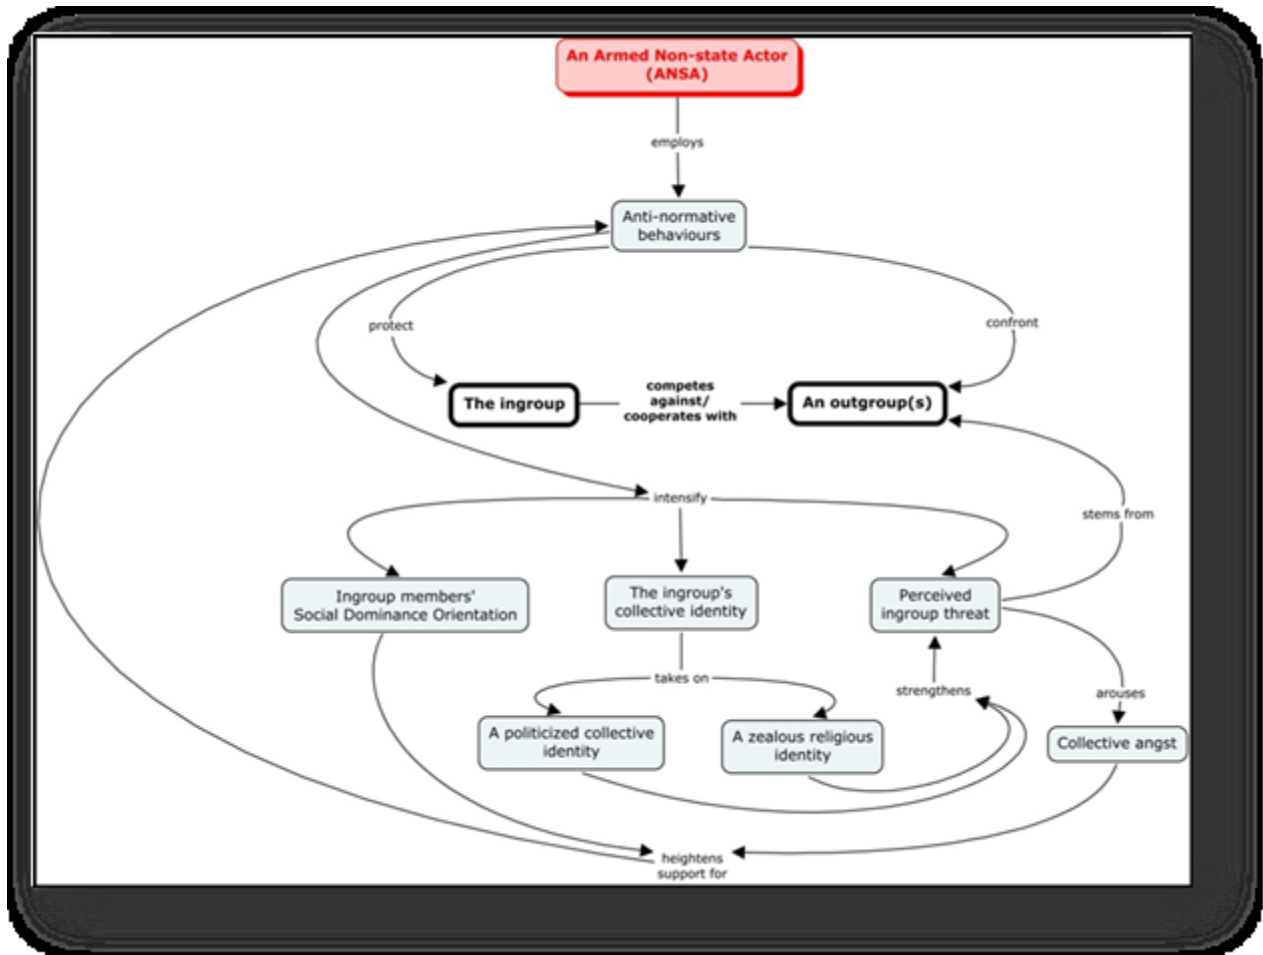 An Armed Non-state Actor
(ANSA)
employs
Anti-normative
behaviours
protect
confront
The ingroup
competes
against/
cooperates with
An outgroup(s)
intensify
stems from
Ingroup members'
Social Dominance Orientation
The ingroup's
collective identity
Perceived
ingroup threat
takes on
strengthens
arouses
A politicized collective
identity
A zealous religious
identity
Collective angst
heightens
support for